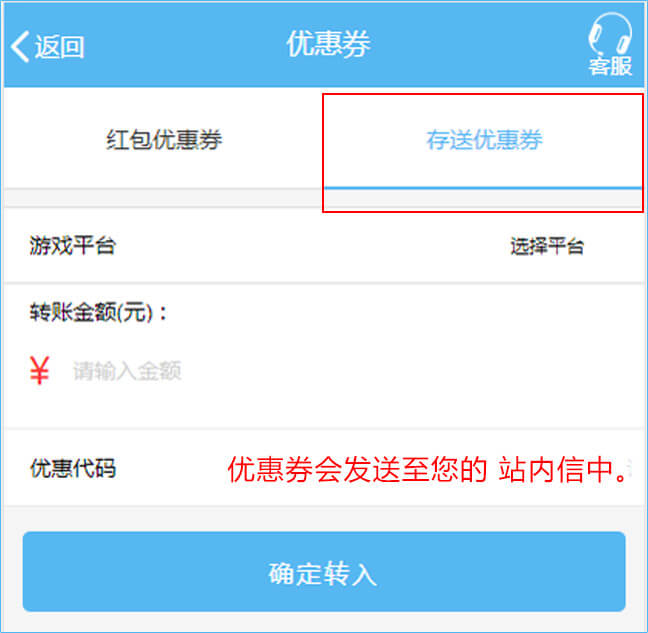 返回
优惠券
客服
红包优惠券
存送优惠券
游戏平台
选择平台
转账金额(元)：
¥
请输入金额
优惠代码
优惠券会发送至您的 站内信中。
确定转入